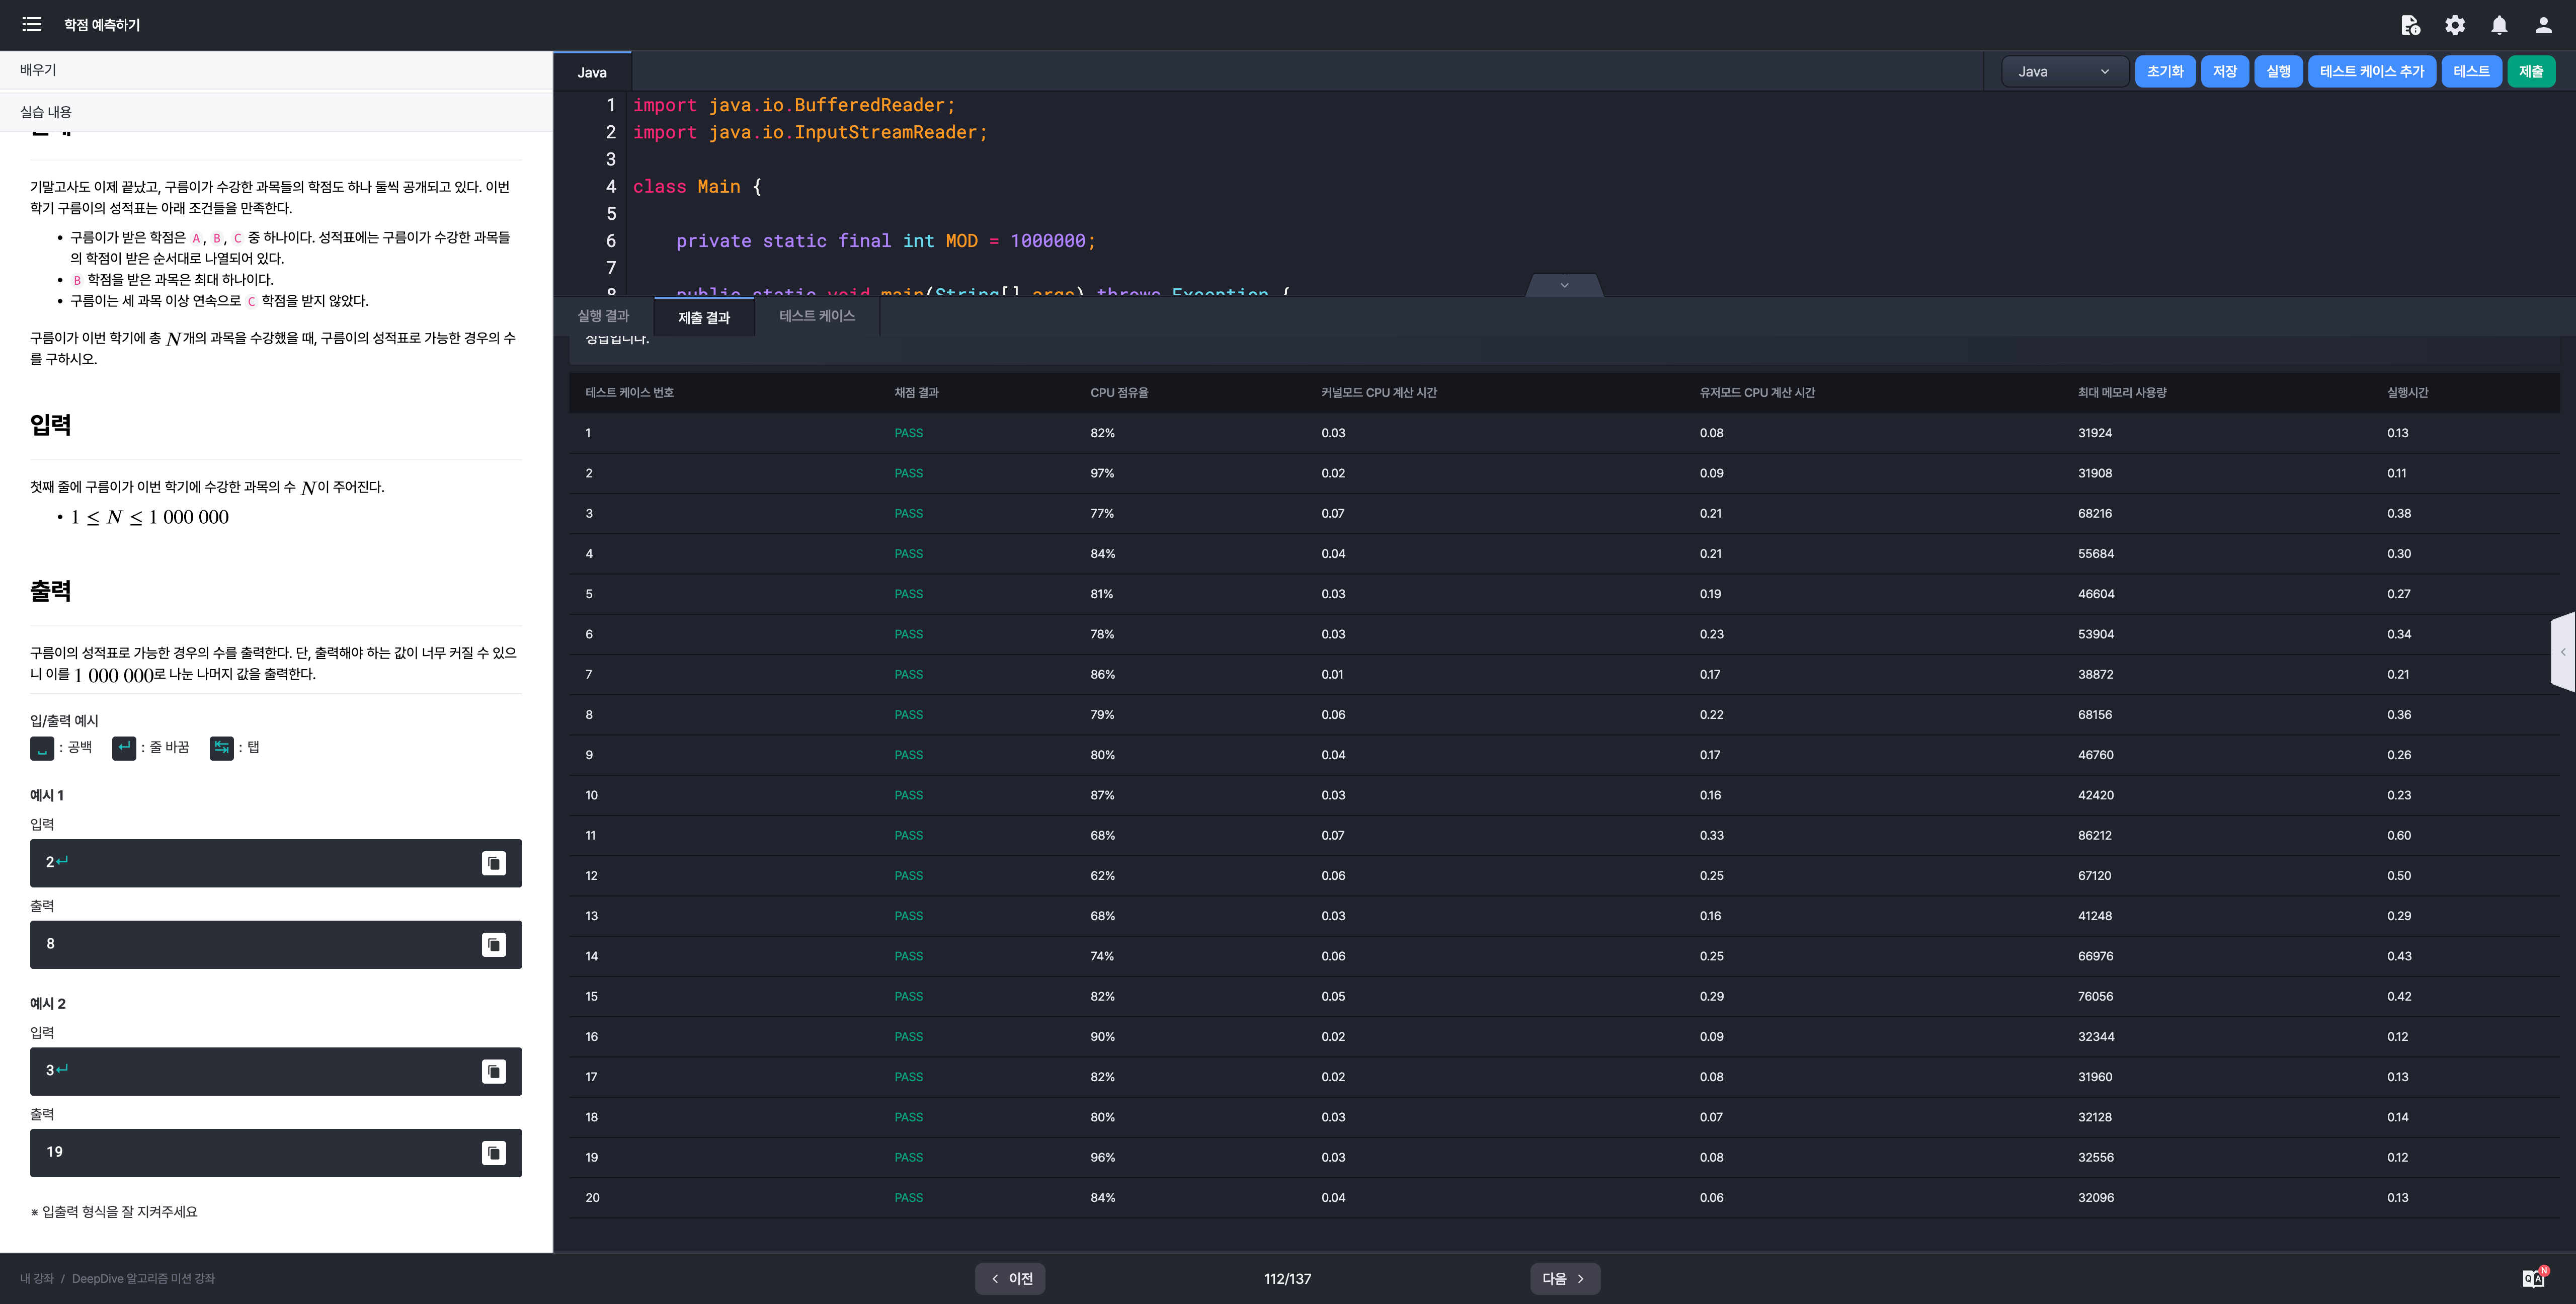 학점 예측하기
배우기
실습 내용
기말고사도 이제 끝났고, 구름이가 수강한 과목들의 학점도 하나 둘씩 공개되고 있다. 이번
학기 구름이의 성적표는 아래 조건들을 만족한다.
• 구름이가 받은 학점은 A, B, C 중 하나이다. 성적표에는 구름이가 수강한 과목들
의 학점이 받은 순서대로 나열되어 있다.
• B 학점을 받은 과목은 최대 하나이다.
• 구름이는 세 과목 이상 연속으로 C 학점을 받지 않았다.
구름이가 이번 학기에 총 N개의 과목을 수강했을 때, 구름이의 성적표로 가능한 경우의 수
를 구하시오.
입력
첫째 줄에 구름이가 이번 학기에 수강한 과목의 수 N이 주어진다.
• 1 ≤ N ≤ 1 000 000
출력
구름이의 성적표로 가능한 경우의 수를 출력한다. 단, 출력해야 하는 값이 너무 커질 수 있으
니 이를 1 000 000로 나눈 나머지 값을 출력한다.
입/출력 예시
: 공백 : 줄 바꿈 : 탭
예시 1
입력
2
출력
8
예시 2
입력
3
출력
19
※ 입출력 형식을 잘 지켜주세요
Java
Java 초기화 저장 실행 테스트 케이스 추가 테스트 제출
1 import java.io.BufferedReader;
2 import java.io.InputStreamReader;
3
4 class Main {
5
6 private static final int MOD = 1000000;
7
8 public static void main(String[] args) throws Exception {
실행 결과 제출 결과 테스트 케이스
정답입니다.
테스트 케이스 번호 채점 결과 CPU 점유율 커널모드 CPU 계산 시간 유저모드 CPU 계산 시간 최대 메모리 사용량 실행시간
1 PASS 82% 0.03 0.08 31924 0.13
2 PASS 97% 0.02 0.09 31908 0.11
3 PASS 77% 0.07 0.21 68216 0.38
4 PASS 84% 0.04 0.21 55684 0.30
5 PASS 81% 0.03 0.19 46604 0.27
6 PASS 78% 0.03 0.23 53904 0.34
7 PASS 86% 0.01 0.17 38872 0.21
8 PASS 79% 0.06 0.22 68156 0.36
9 PASS 80% 0.04 0.17 46760 0.26
10 PASS 87% 0.03 0.16 42420 0.23
11 PASS 68% 0.07 0.33 86212 0.60
12 PASS 62% 0.06 0.25 67120 0.50
13 PASS 68% 0.03 0.16 41248 0.29
14 PASS 74% 0.06 0.25 66976 0.43
15 PASS 82% 0.05 0.29 76056 0.42
16 PASS 90% 0.02 0.09 32344 0.12
17 PASS 82% 0.02 0.08 31960 0.13
18 PASS 80% 0.03 0.07 32128 0.14
19 PASS 96% 0.03 0.08 32556 0.12
20 PASS 84% 0.04 0.06 32096 0.13
내 강좌 / DeepDive 알고리즘 미션 강좌
이전
112/137
다음
Q A N